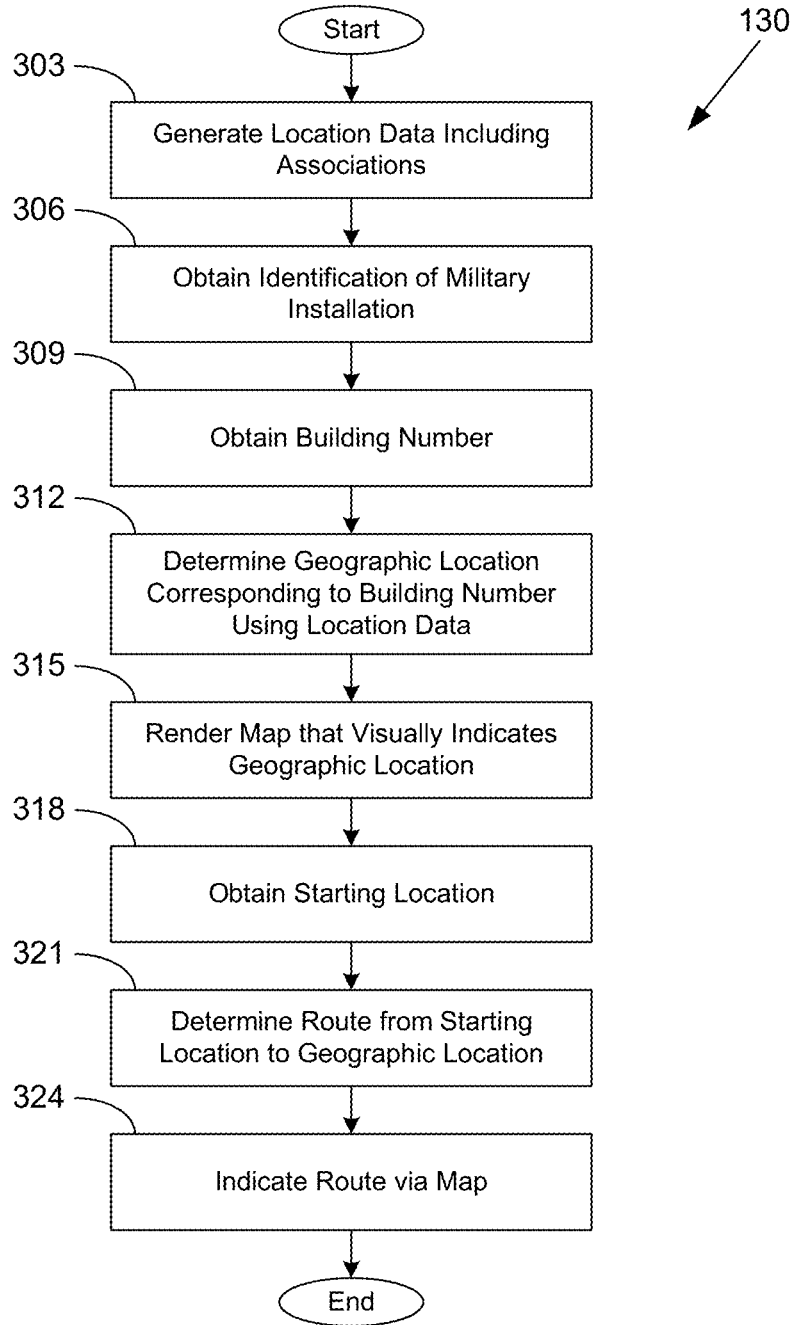 Start
130
303
Generate Location Data Including
Associations
306
Obtain Identification of Military
Installation
309
Obtain Building Number
312
Determine Geographic Location
Corresponding to Building Number
Using Location Data
315
Render Map that Visually Indicates
Geographic Location
318
Obtain Starting Location
321
Determine Route from Starting
Location to Geographic Location
324
Indicate Route via Map
End